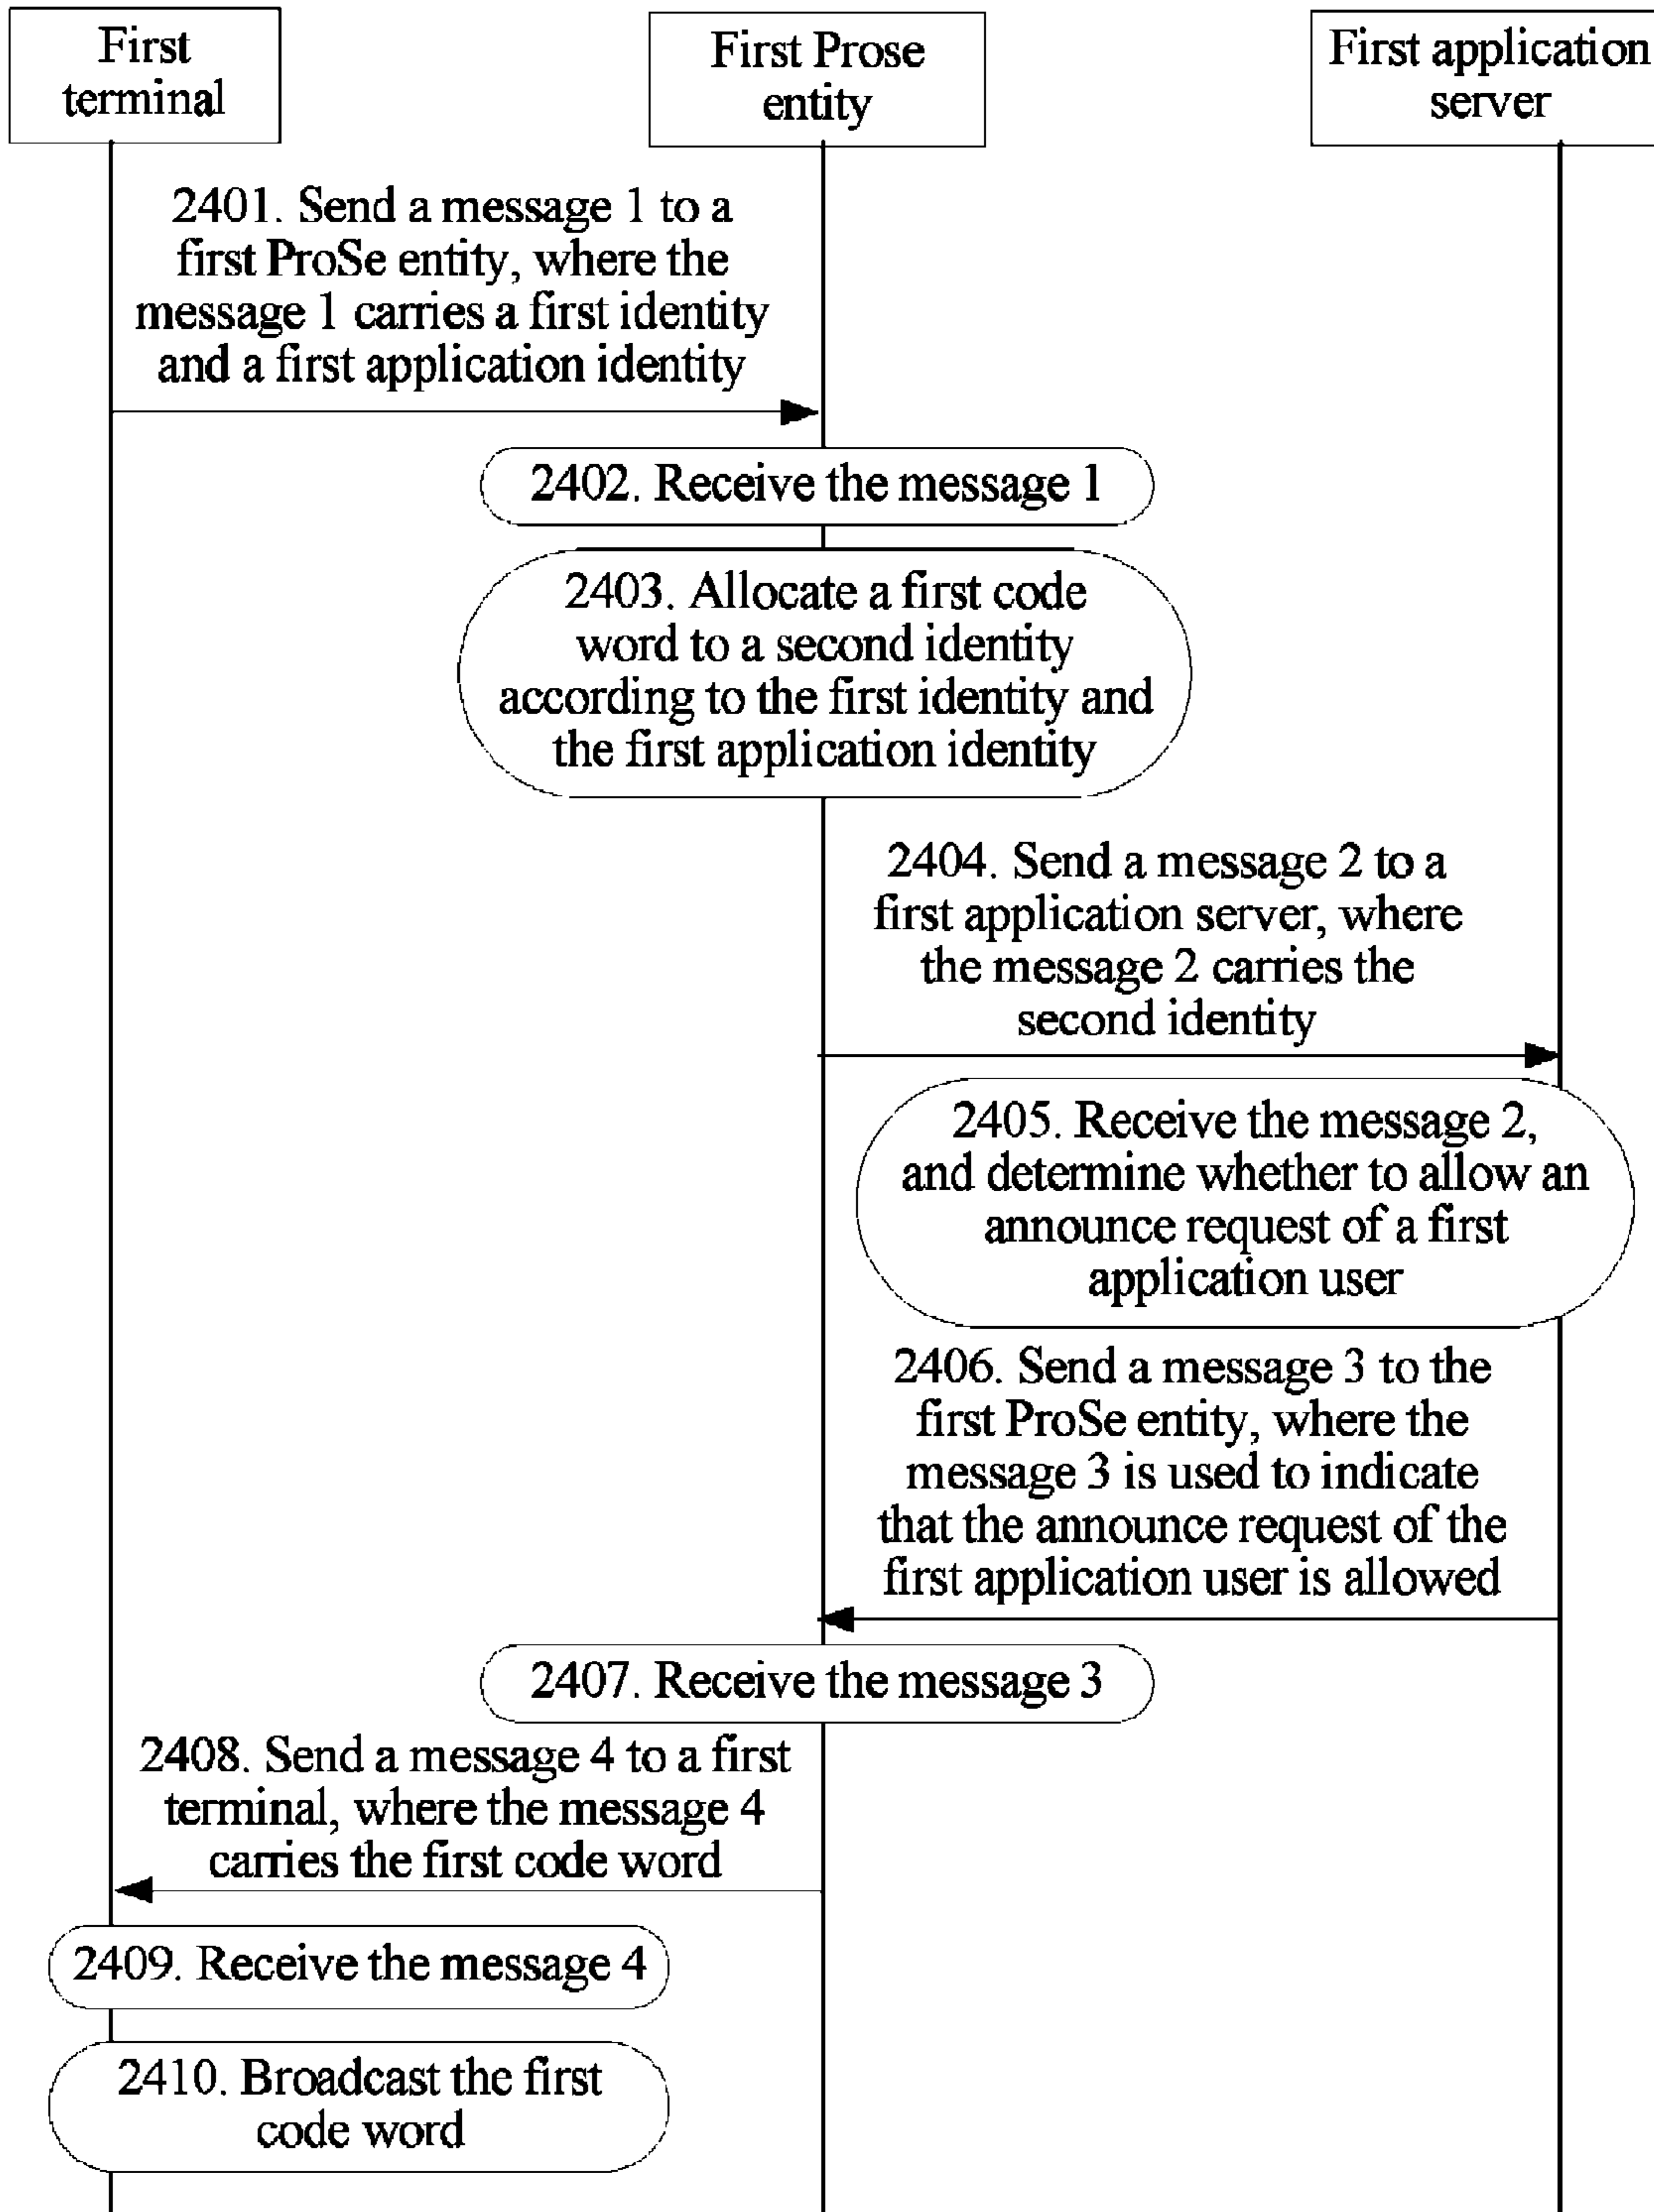 First
terminal
First Prose
entity
First application
server
2401. Send a message 1 to a
first ProSe entity, where the
message 1 carries a first identity
and a first application identity
2402. Receive the message 1
2403. Allocate a first code
word to a second identity
according to the first identity and
the first application identity
2404. Send a message 2 to a
first application server, where
the message 2 carries the
second identity
2405. Receive the message 2,
and determine whether to allow an
announce request of a first
application user
2406. Send a message 3 to the
first ProSe entity, where the
message 3 is used to indicate
that the announce request of the
first application user is allowed
2407. Receive the message 3
2408. Send a message 4 to a first
terminal, where the message 4
carries the first code word
2409. Receive the message 4
2410. Broadcast the first
code word